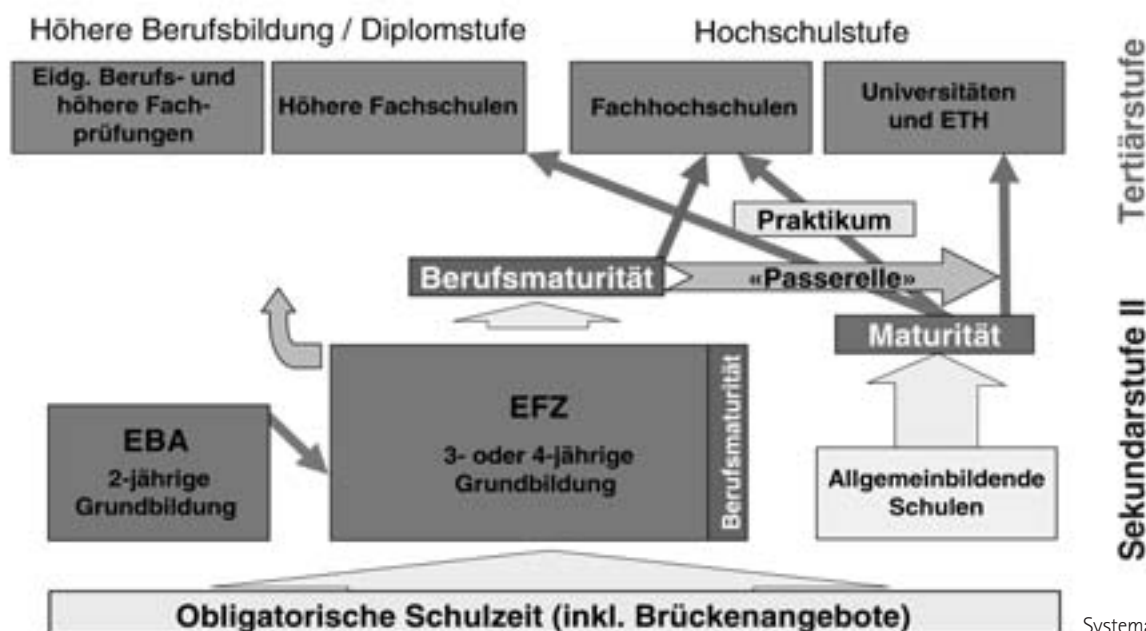 Höhere Berufsbildung / Diplomstufe
Hochschulstufe
Eidg. Berufs- und
höhere Fach-
prüfungen
Höhere Fachschulen
Fachhochschulen
Universitäten
und ETH
Tertiärstufe
Praktikum
Berufsmaturität
«Passerelle»
Maturität
EBA
2-jährige
Grundbildung
EFZ
3- oder 4-jährige
Grundbildung
Berufsmaturität
Allgemeinbildende
Schulen
Sekundarstufe II
Obligatorische Schulzeit (inkl. Brückenangebote)